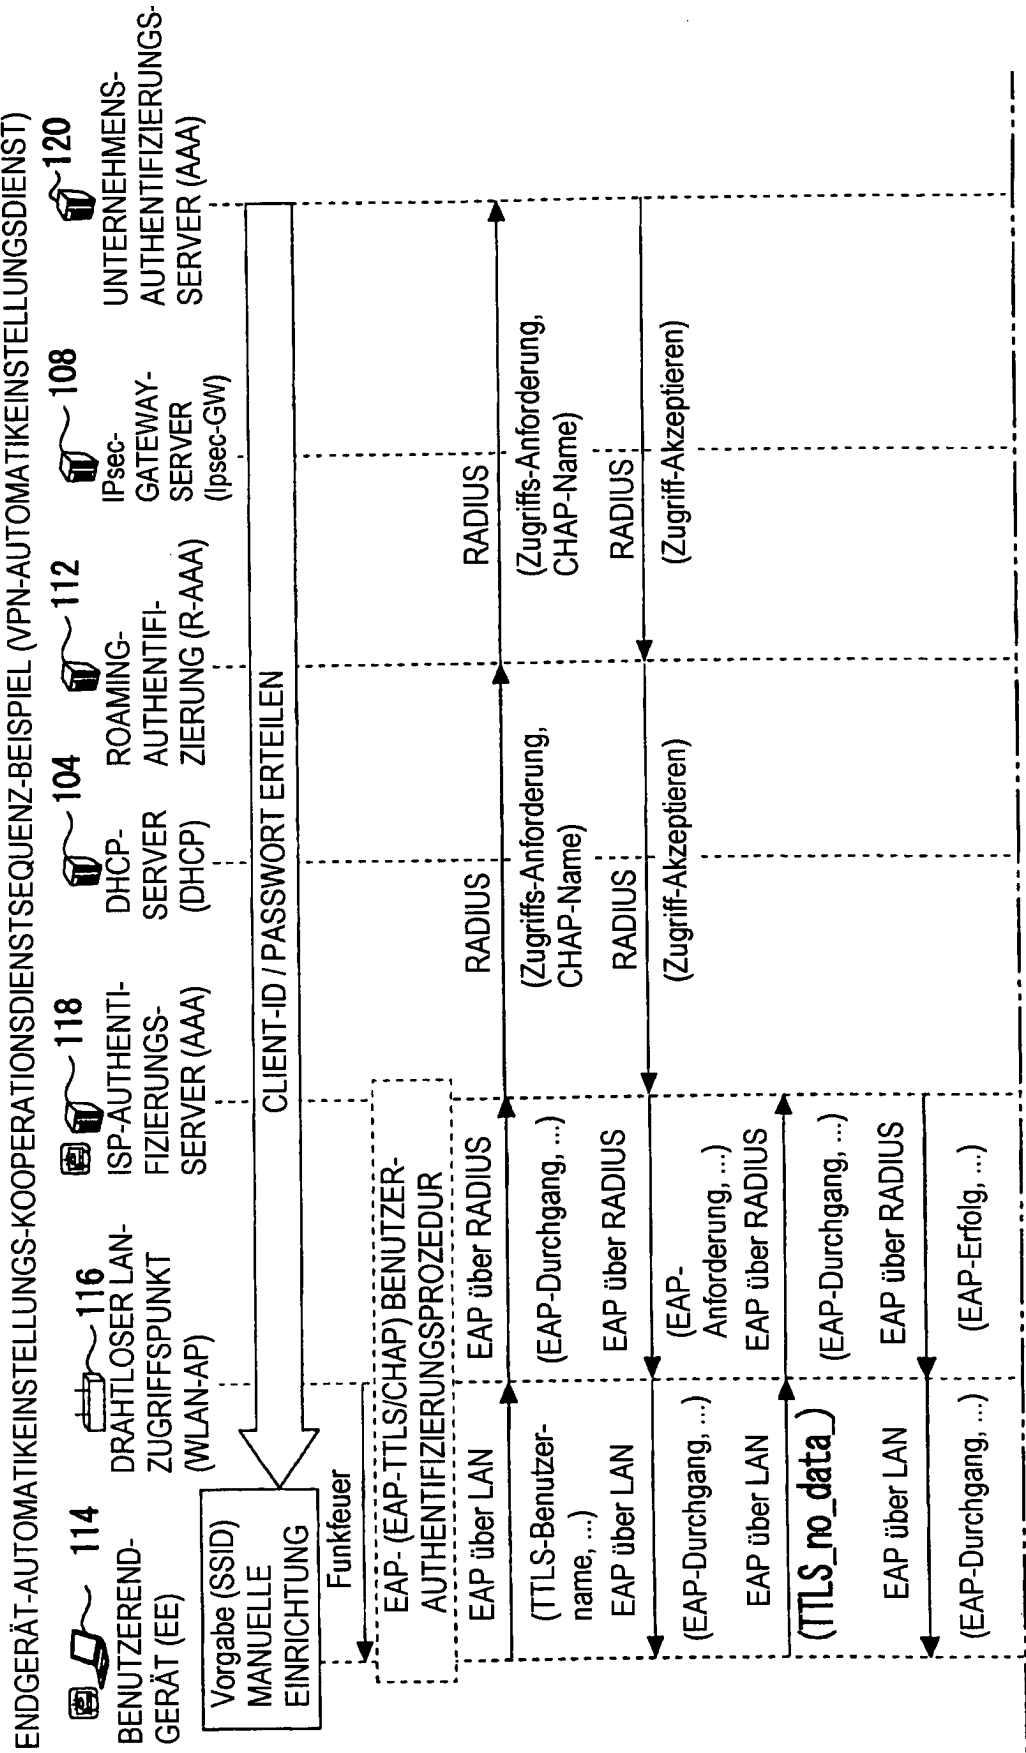 ENDGERÄT-AUTOMATIKEINSTELLUNGS-KOOPERATIONSDIENSTSEQUENZ-BEISPIEL (VPN-AUTOMATIKEINSTELLUNGSDIENST)
114
BENUTZEREND-
GERÄT (EE)
116
DRAHTLOSER LAN-
ZUGRIFFSPUNKT
(WLAN-AP)
118
ISP-AUTHENTI-
FIZIERUNGS-
SERVER (AAA)
104
DHCP-
SERVER
(DHCP)
112
ROAMING-
AUTHENTIFI-
ZIERUNG (R-AAA)
108
IPsec-
GATEWAY-
SERVER
(Ipsec-GW)
120
UNTERNEHMENS-
AUTHENTIFIZIERUNGS-
SERVER (AAA)
CLIENT-ID / PASSWORT ERTEILEN
Vorgabe (SSID)
MANUELLE
EINRICHTUNG
Funkfeuer
EAP- (EAP-TTLS/CHAP) BENUTZER-
AUTHENTIFIZIERUNGSPROZEDUR
EAP über LAN
(TTLS-Benutzer-
name, ...)
EAP über RADIUS
(EAP-Durchgang, ...)
RADIUS
(Zugriffs-Anforderung,
CHAP-Name)
RADIUS
(Zugriffs-Anforderung,
CHAP-Name)
EAP über LAN
(EAP-Durchgang, ...)
EAP über RADIUS
(EAP-
Anforderung, ...)
RADIUS
(Zugriff-Akzeptieren)
RADIUS
(Zugriff-Akzeptieren)
EAP über LAN
(TTLS_no_data_)
EAP über RADIUS
(EAP-Durchgang, ...)
EAP über LAN
(EAP-Durchgang, ...)
EAP über RADIUS
(EAP-Erfolg, ...)